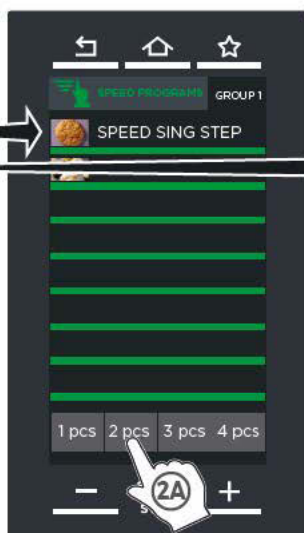 SPEED PROGRAMS GROUP 1
SPEED SING STEP
1 pcs 2 pcs 3 pcs 4 pcs
2A